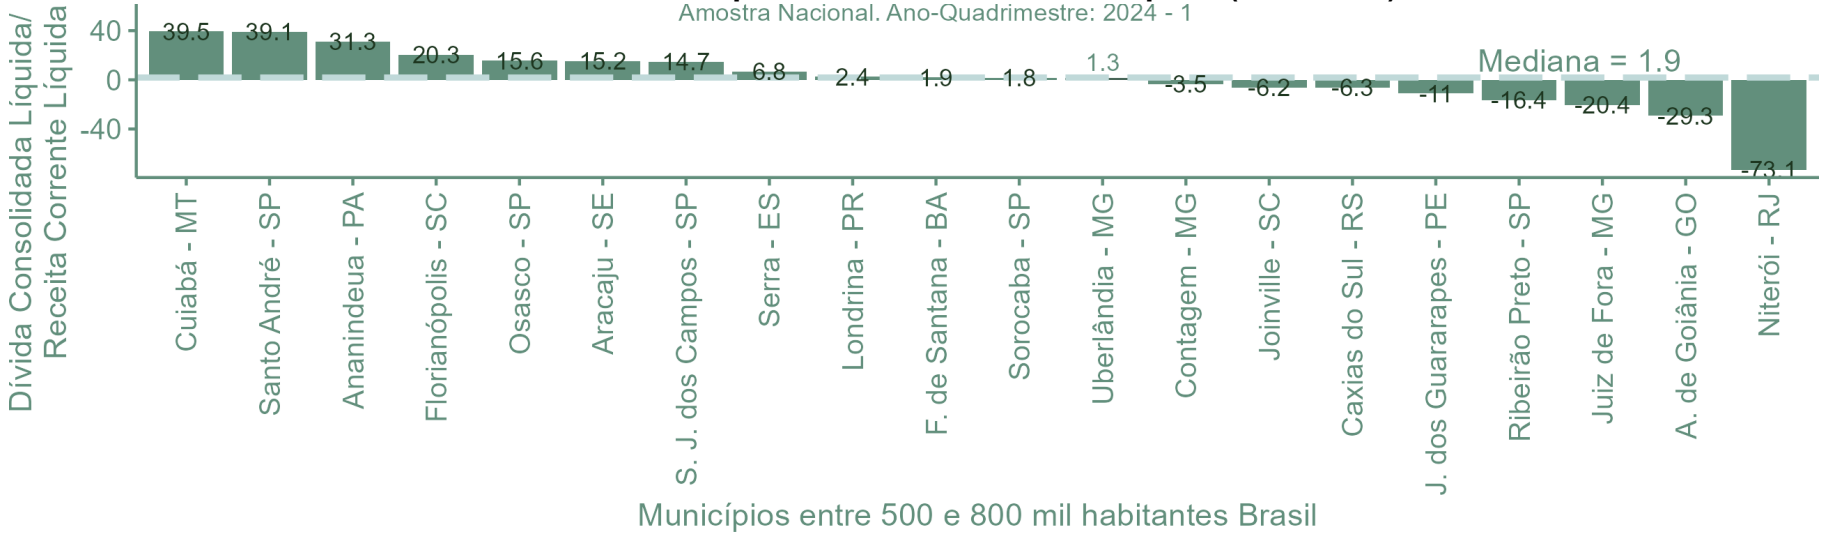 Amostra Nacional. Ano-Quadrimestre: 2024 - 1
Dívida Consolidada Líquida/
Receita Corrente Líquida
40
0
-40
39.5
39.1
31.3
20.3
15.6
15.2
14.7
6.8
2.4
1.9
1.8
1.3
-3.5
-6.2
-6.3
-11
-16.4
-20.4
-29.3
-73.1
Mediana = 1.9
Cuiabá - MT
Santo André - SP
Ananindeua - PA
Florianópolis - SC
Osasco - SP
Aracaju - SE
S. J. dos Campos - SP
Serra - ES
Londrina - PR
F. de Santana - BA
Sorocaba - SP
Uberlândia - MG
Contagem - MG
Joinville - SC
Caxias do Sul - RS
J. dos Guararapes - PE
Ribeirão Preto - SP
Juiz de Fora - MG
A. de Goiânia - GO
Niterói - RJ
Municípios entre 500 e 800 mil habitantes Brasil